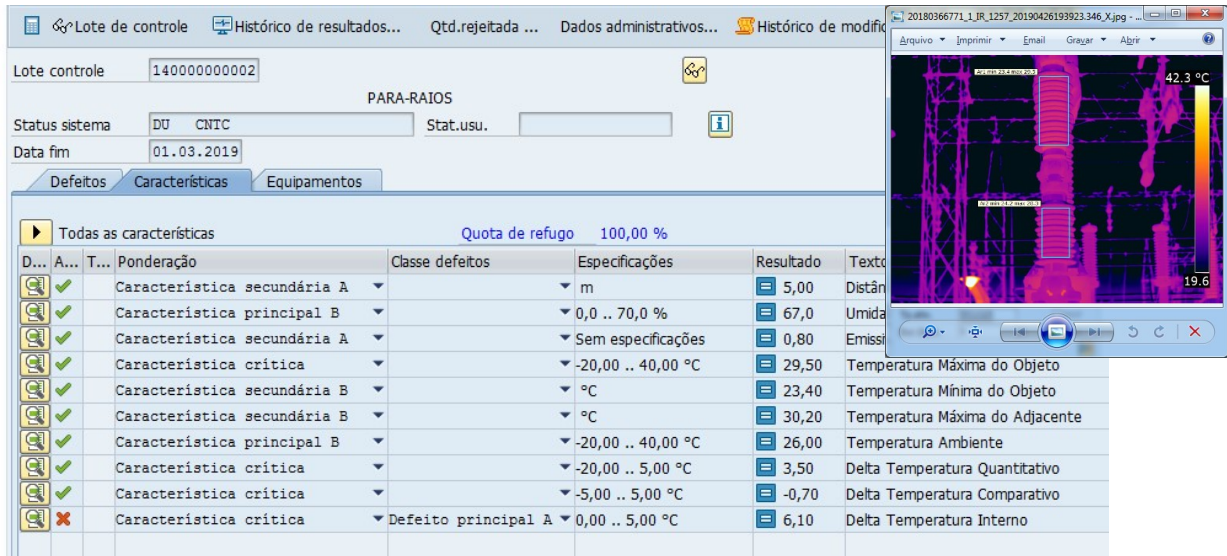 Lote de controle Histórico de resultados... Qtd.rejeitada ... Dados administrativos... Histórico de modific
Lote controle 140000000002
PARA-RAIOS
Status sistema DU CNTC Stat.usu.
Data fim 01.03.2019
Defeitos Características Equipamentos
Todas as características Quota de refugo 100,00 %
D... A... T... Ponderação Classe defeitos Especificações Resultado Texto
Característica secundária A m 5,00 Distân
Característica principal B 0,0 .. 70,0 % 67,0 Umida
Característica secundária A Sem especificações 0,80 Emiss
Característica crítica -20,00 .. 40,00 °C 29,50 Temperatura Máxima do Objeto
Característica secundária B °C 23,40 Temperatura Mínima do Objeto
Característica secundária B °C 30,20 Temperatura Máxima do Adjacente
Característica principal B -20,00 .. 40,00 °C 26,00 Temperatura Ambiente
Característica crítica -20,00 .. 5,00 °C 3,50 Delta Temperatura Quantitativo
Característica crítica -5,00 .. 5,00 °C -0,70 Delta Temperatura Comparativo
Característica crítica Defeito principal A 0,00 .. 5,00 °C 6,10 Delta Temperatura Interno
20180366771_1_IR_1257_20190426193923.346_X.jpg - ...
Arquivo Imprimir Email Gravar Abrir
42.3 °C
19.6